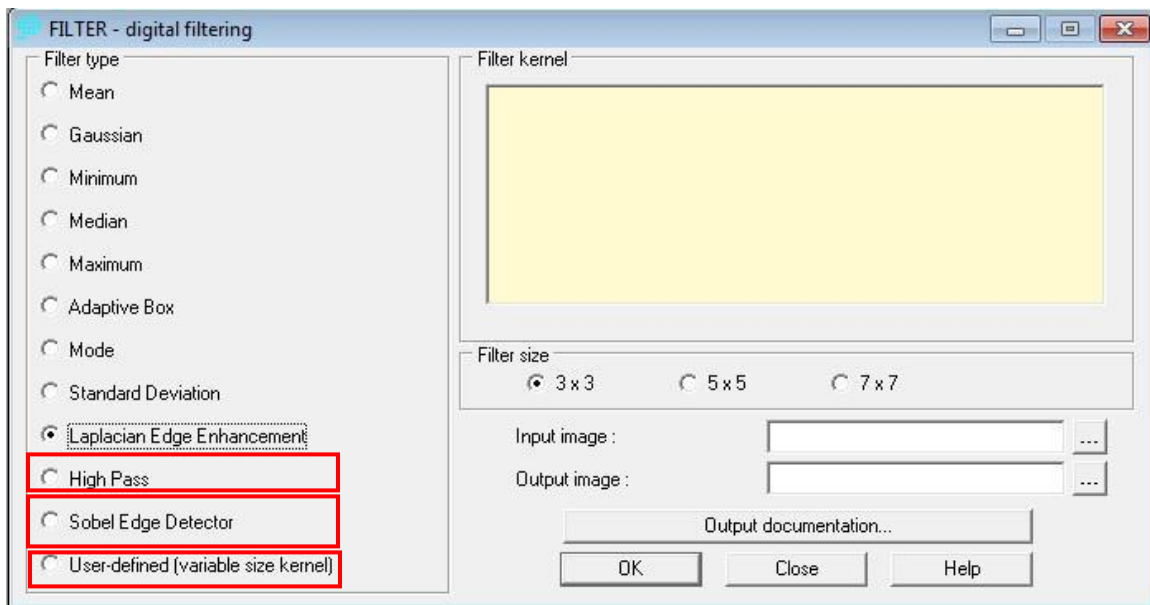 FILTER - digital filtering
Filter type
Mean
Gaussian
Minimum
Median
Maximum
Adaptive Box
Mode
Standard Deviation
Laplacian Edge Enhancement
High Pass
Sobel Edge Detector
User-defined (variable size kernel)
Filter kernel
Filter size
3 x 3 5 x 5 7 x 7
Input image :
...
Output image :
...
Output documentation...
OK Close Help